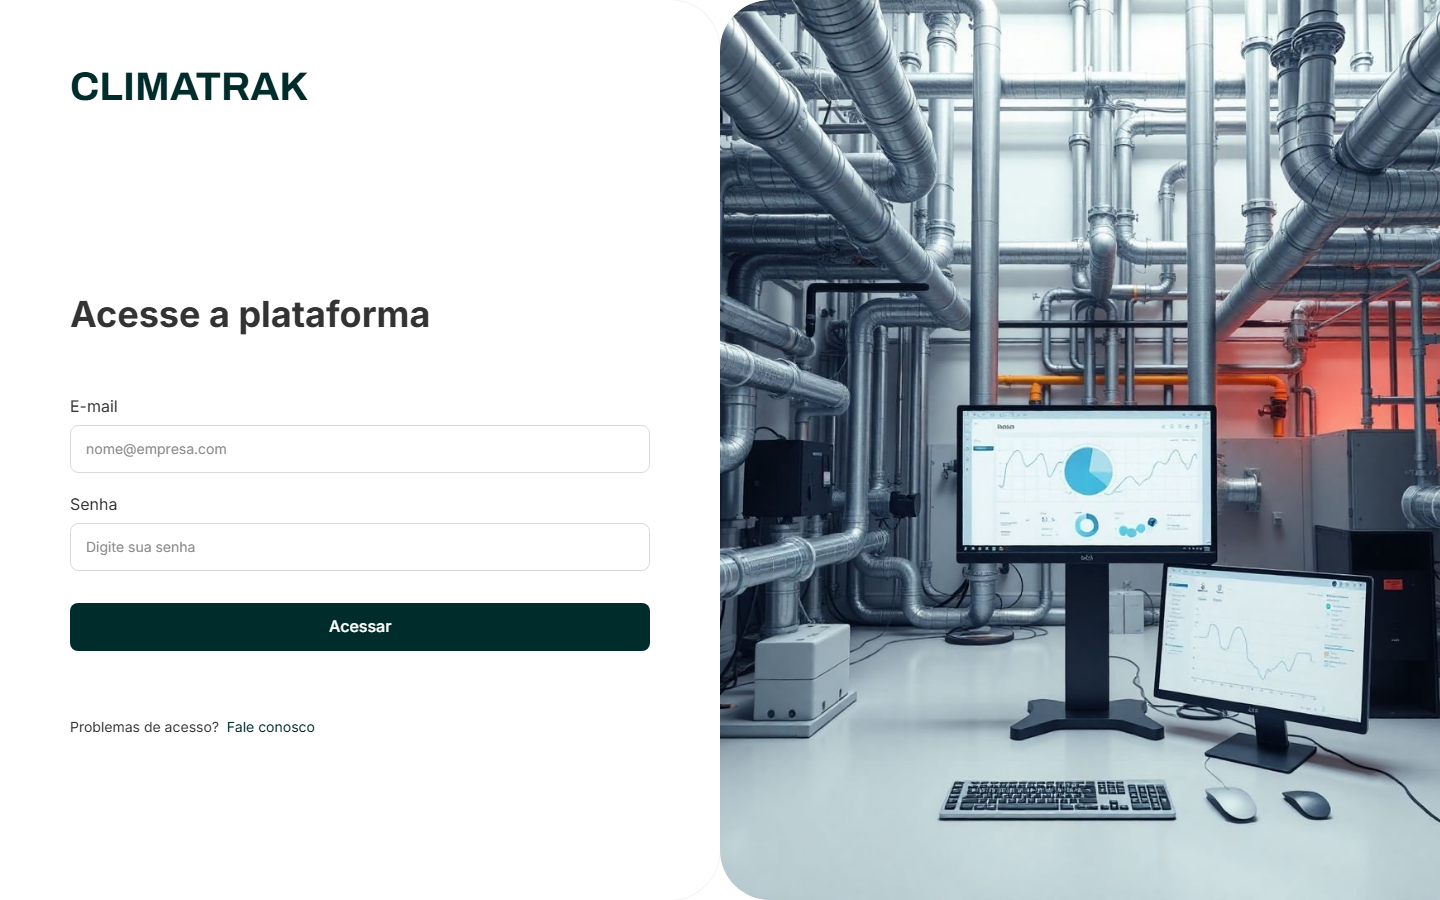 CLIMATRAK
Acesse a plataforma
E-mail
nome@empresa.com
Senha
Digite sua senha
Acessar
Problemas de acesso? Fale conosco